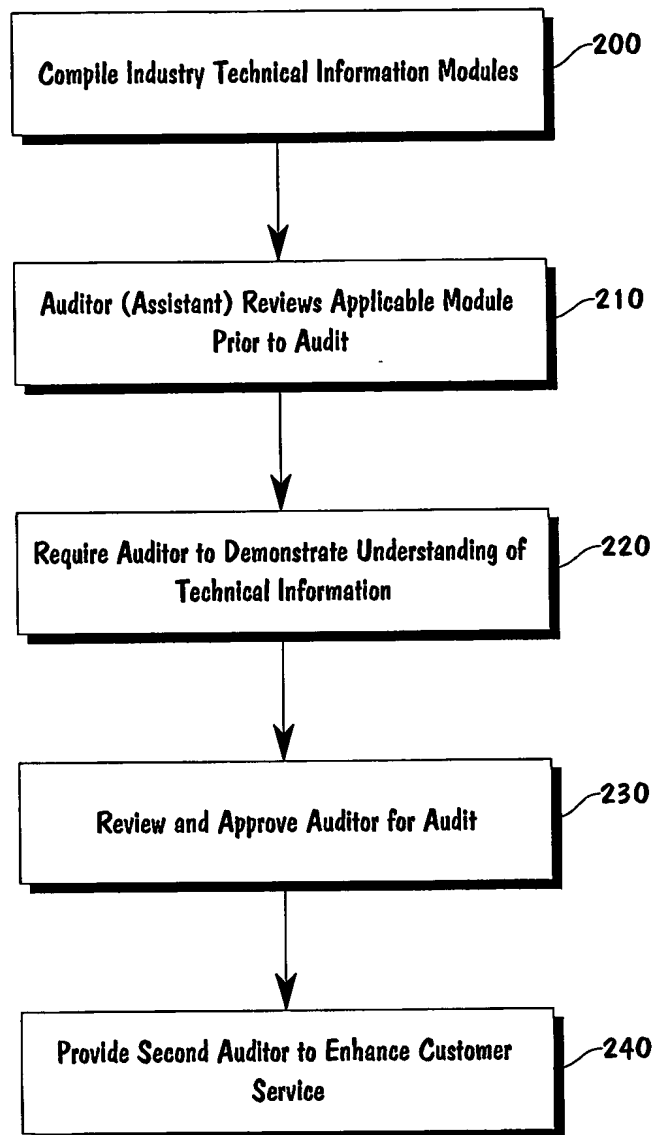 Compile Industry Technical Information Modules
200
Auditor (Assistant) Reviews Applicable Module
Prior to Audit
210
Require Auditor to Demonstrate Understanding of
Technical Information
220
Review and Approve Auditor for Audit
230
Provide Second Auditor to Enhance Customer
Service
240